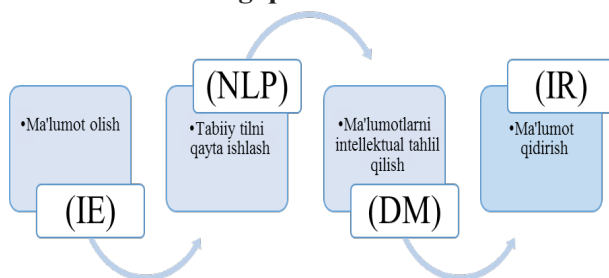 •Ma'lumot olish
(IE)
(NLP)
•Tabiiy tilni
qayta ishlash
•Ma'lumotlarni
intellektual tahlil
qilish
(DM)
(IR)
•Ma'lumot
qidirish